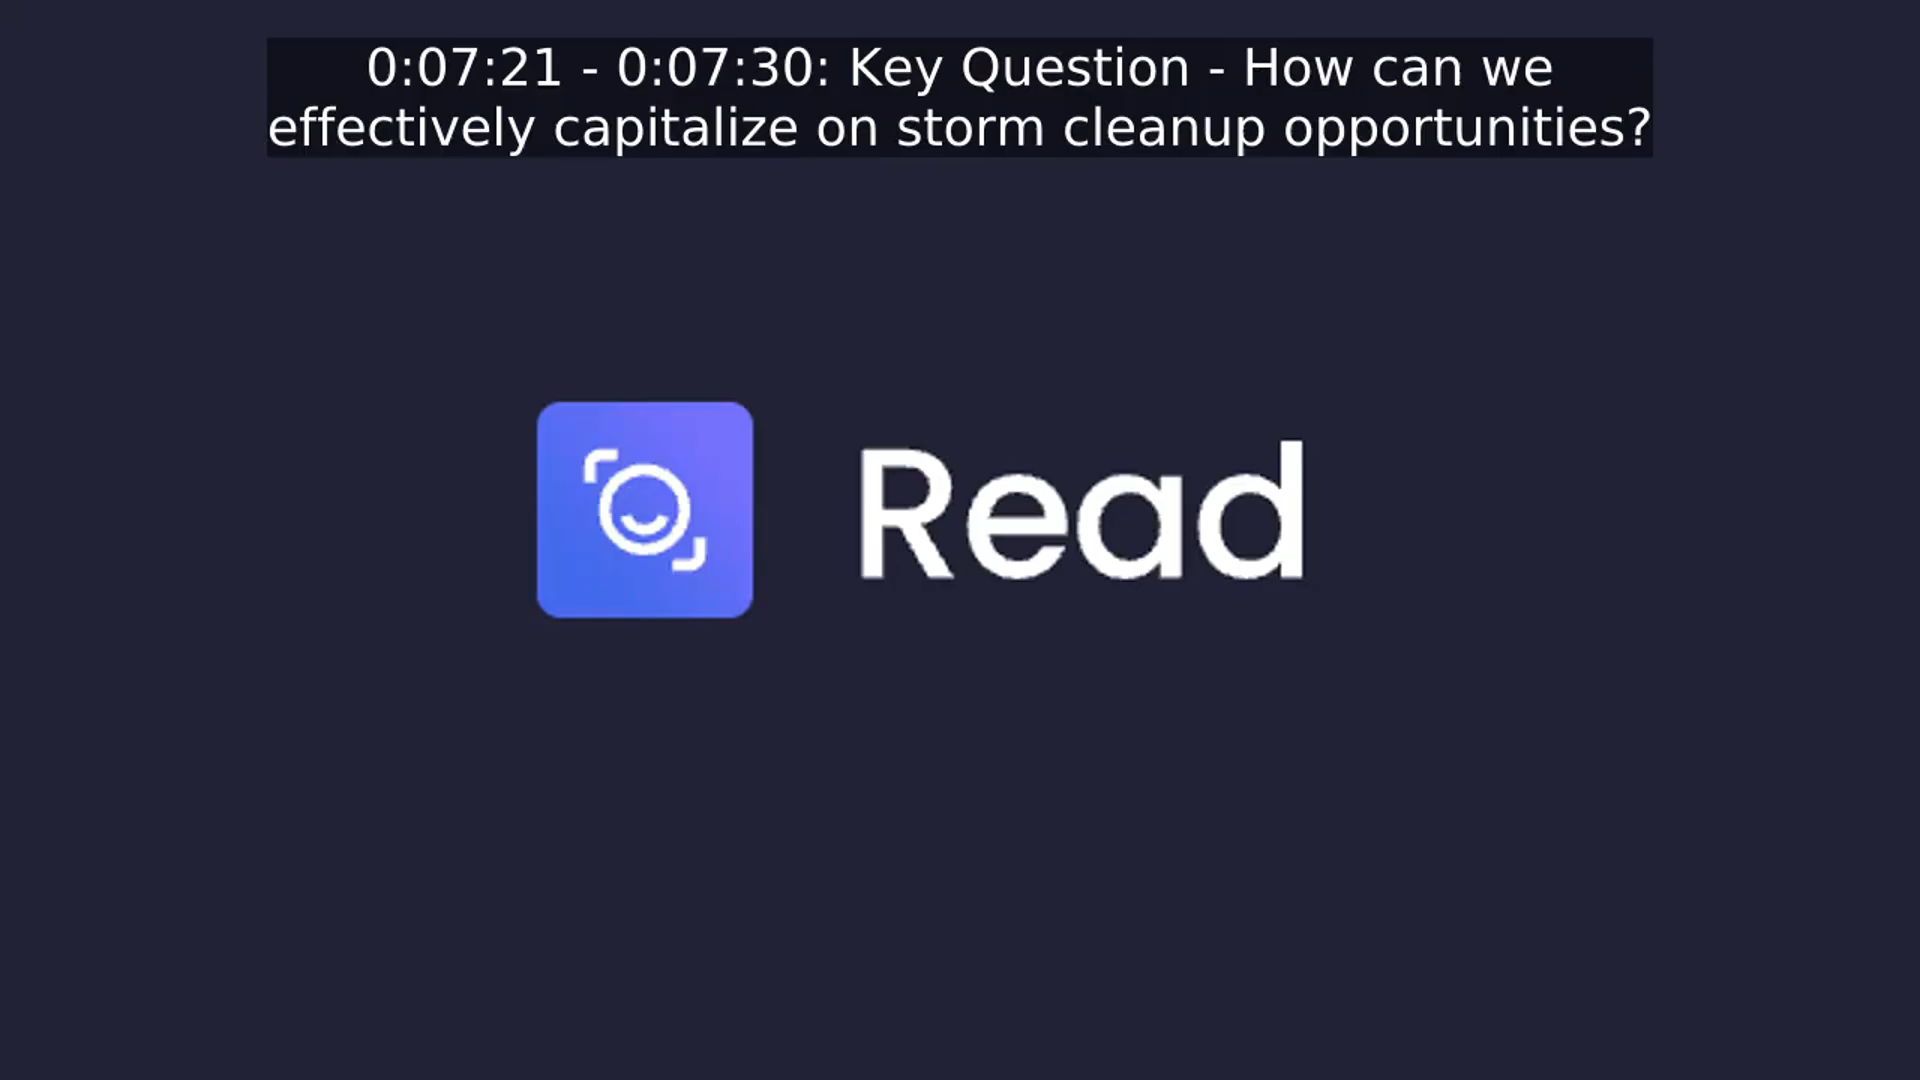 0:07:21 - 0:07:30: Key Question - How can we
effectively capitalize on storm cleanup opportunities?
Read